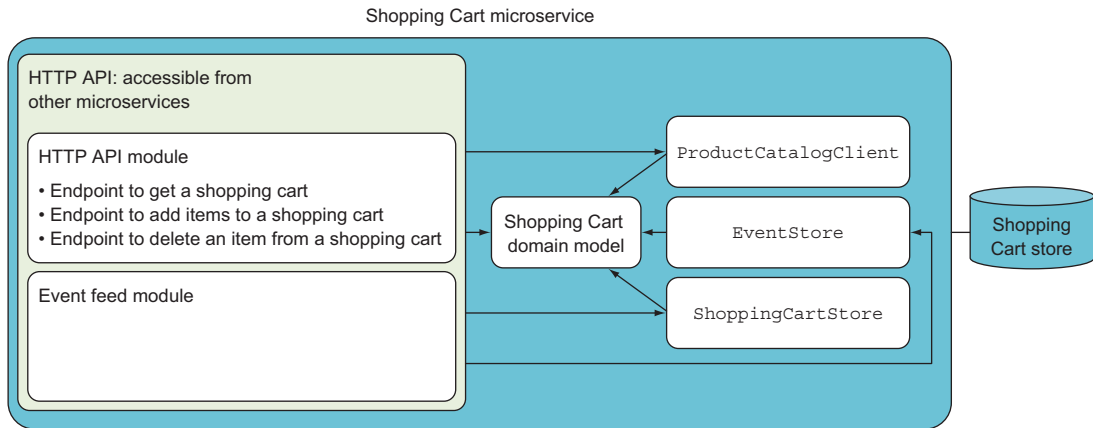 Shopping Cart microservice
HTTP API: accessible from
other microservices
HTTP API module
• Endpoint to get a shopping cart
• Endpoint to add items to a shopping cart
• Endpoint to delete an item from a shopping cart
Event feed module
Shopping Cart
domain model
ProductCatalogClient
EventStore
ShoppingCartStore
Shopping
Cart store